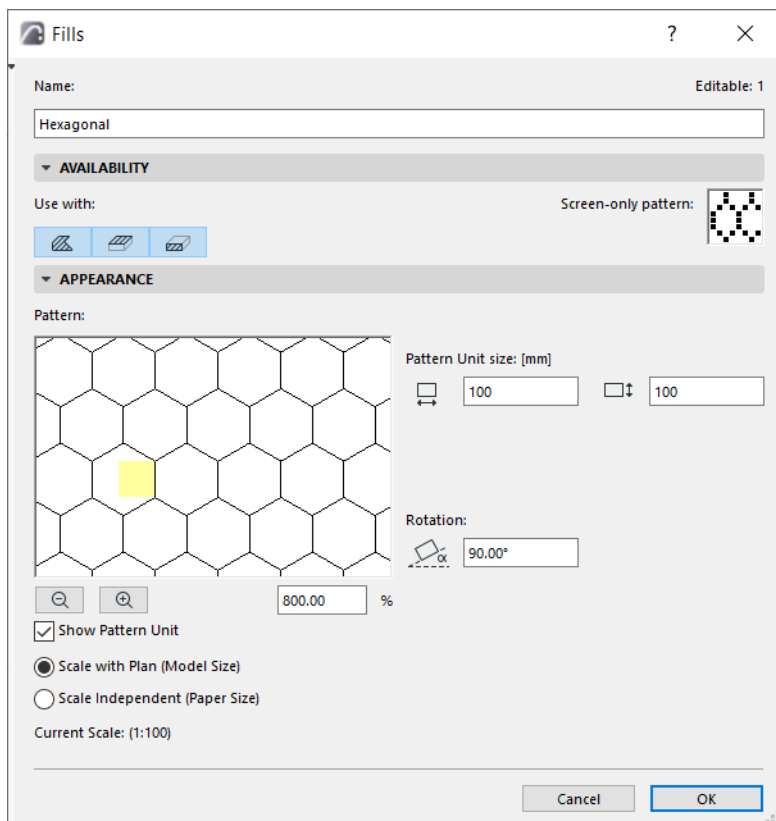 Fills
?
Name:
Editable: 1
Hexagonal
AVAILABILITY
Use with:
Screen-only pattern:
APPEARANCE
Pattern:
Pattern Unit size: [mm]
100
100
Rotation:
α
90.00°
800.00 %
Show Pattern Unit
Scale with Plan (Model Size)
Scale Independent (Paper Size)
Current Scale: (1:100)
Cancel
OK